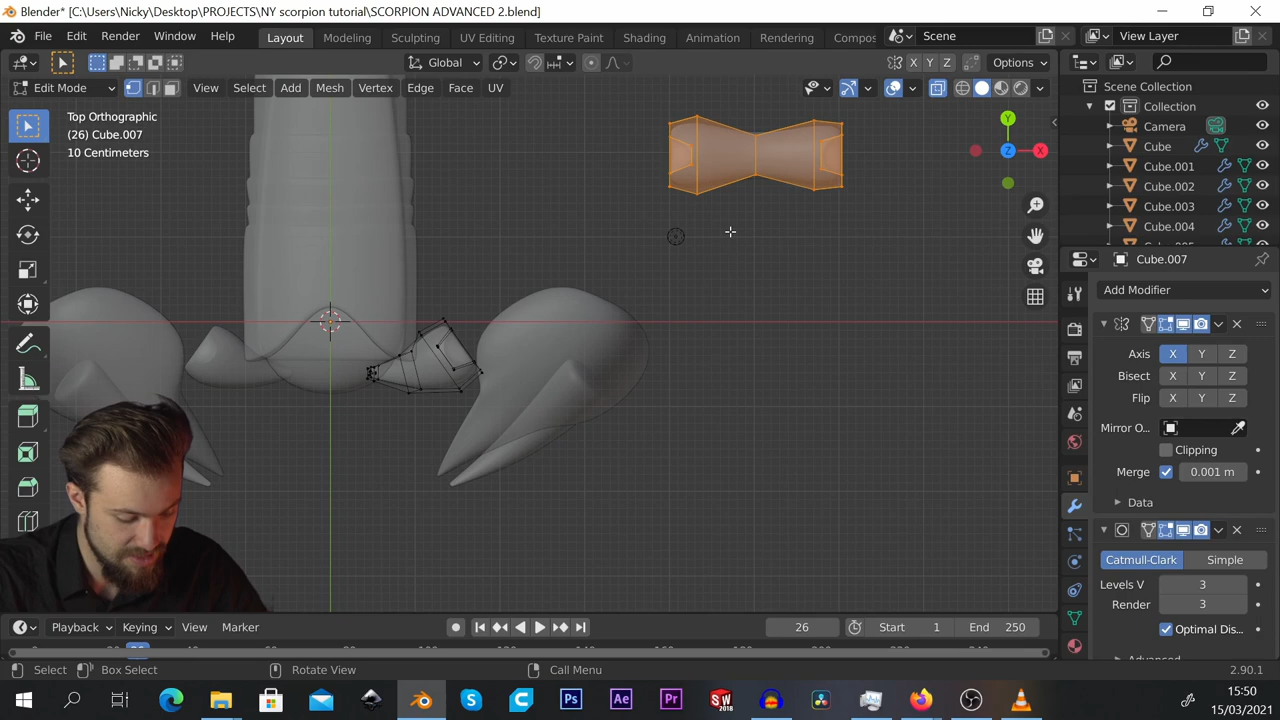 Blender* [C:\Users\Nicky\Desktop\PROJECTS\NY scorpion tutorial\SCORPION ADVANCED 2.blend]
File Edit Render Window Help Layout Modeling Sculpting UV Editing Texture Paint Shading Animation Rendering Compos Scene View Layer
Global X Y Z Options
Edit Mode View Select Add Mesh Vertex Edge Face UV
Scene Collection
Collection
Camera
Cube
Cube.001
Cube.002
Cube.003
Cube.004
Top Orthographic
(26) Cube.007
10 Centimeters
Y
Z
X
Cube.007
Add Modifier
Axis X Y Z
Bisect X Y Z
Flip X Y Z
Mirror O...
Clipping
Merge 0.001 m
Data
Catmull-Clark Simple
Levels V 3
Render 3
Optimal Dis...
Playback Keying View Marker 26 Start 1 End 250
Select Box Select Rotate View Call Menu 2.90.1
15:50
15/03/2021